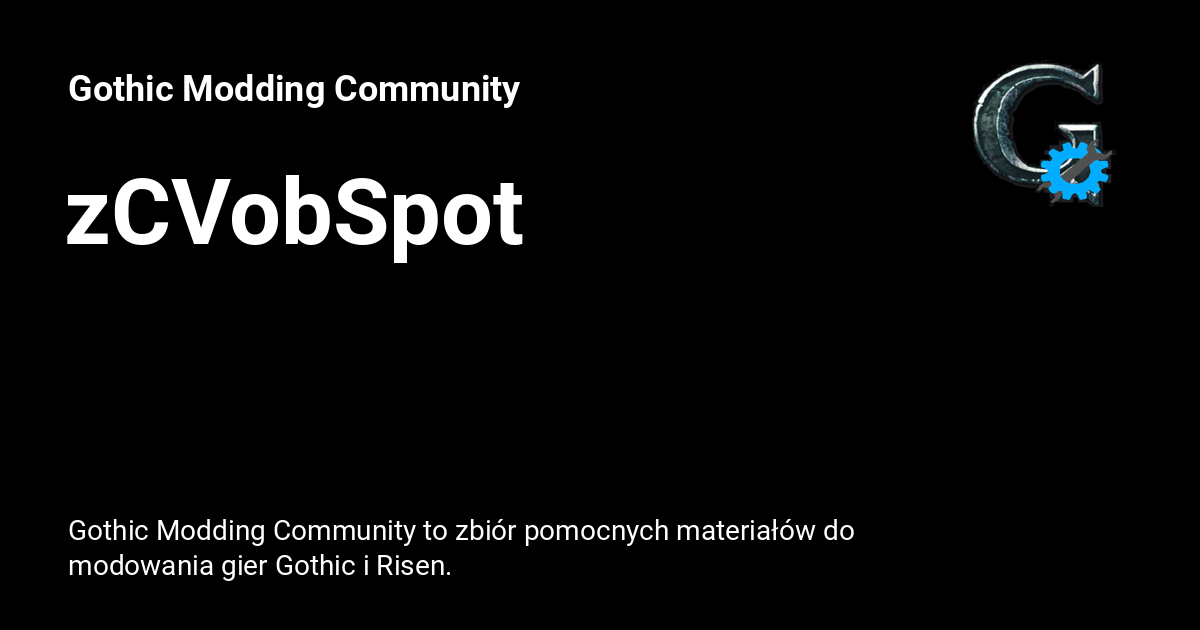 Gothic Modding Community
zCVobSpot
Gothic Modding Community to zbiór pomocnych materiałów do
modowania gier Gothic i Risen.